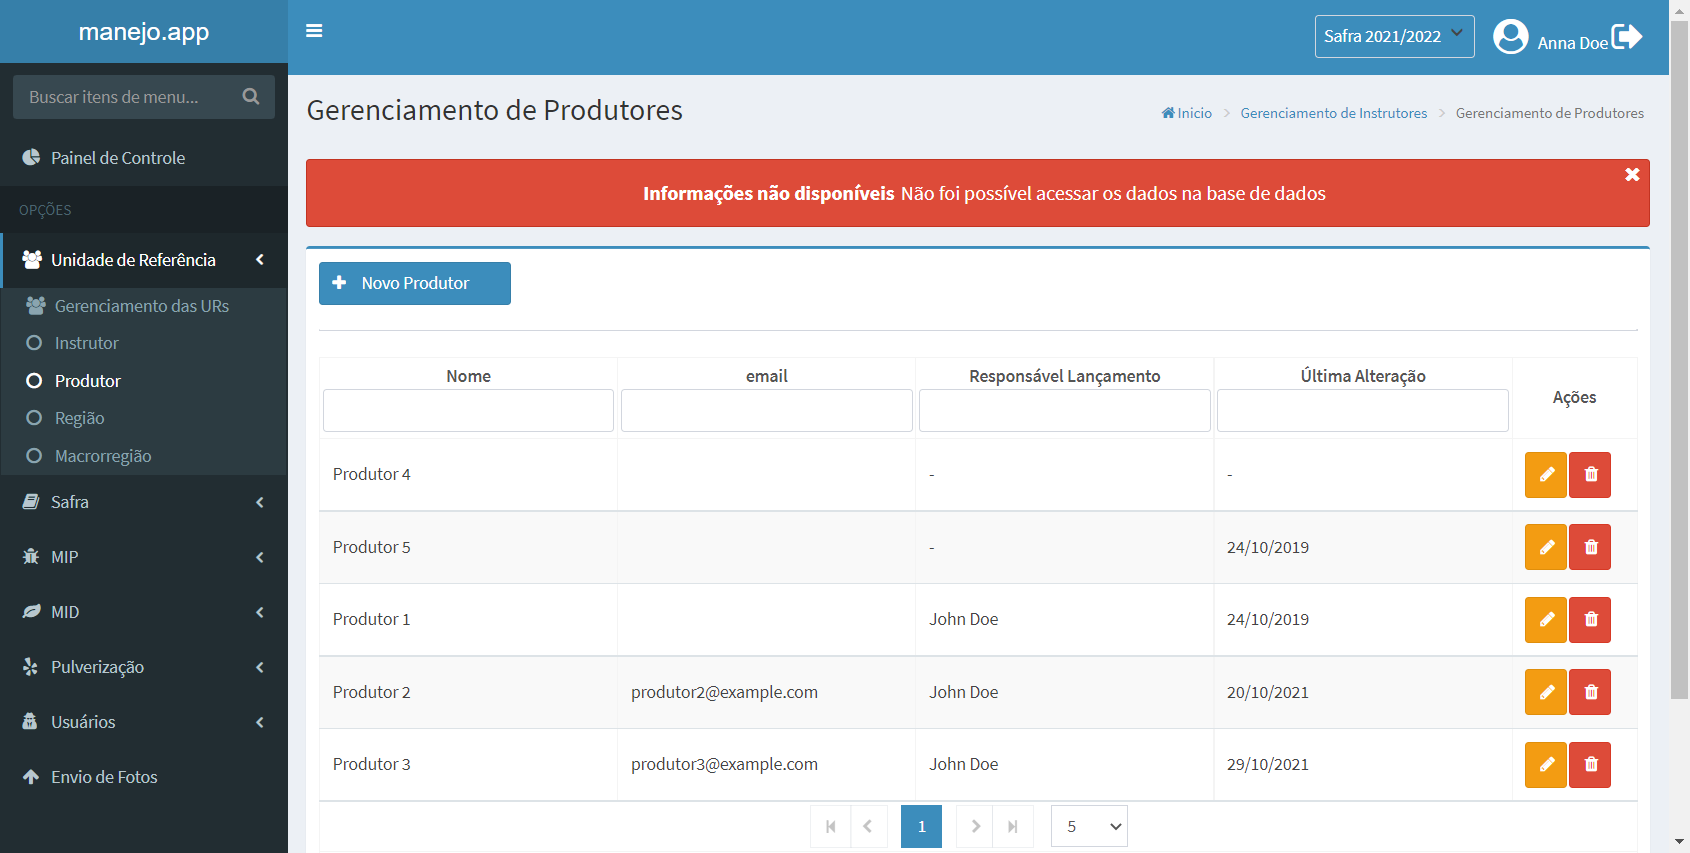 manejo.app
Safra 2021/2022
Anna Doe
Buscar itens de menu...
Painel de Controle
OPÇÕES
Unidade de Referência
Gerenciamento das URs
Instrutor
Produtor
Região
Macrorregião
Safra
MIP
MID
Pulverização
Usuários
Envio de Fotos
Gerenciamento de Produtores
Inicio > Gerenciamento de Instrutores > Gerenciamento de Produtores
Informações não disponíveis Não foi possível acessar os dados na base de dados
Novo Produtor
Nome email Responsável Lançamento Última Alteração Ações
Produtor 4 - -
Produtor 5 - 24/10/2019
Produtor 1 John Doe 24/10/2019
Produtor 2 produtor2@example.com John Doe 20/10/2021
Produtor 3 produtor3@example.com John Doe 29/10/2021
1 5